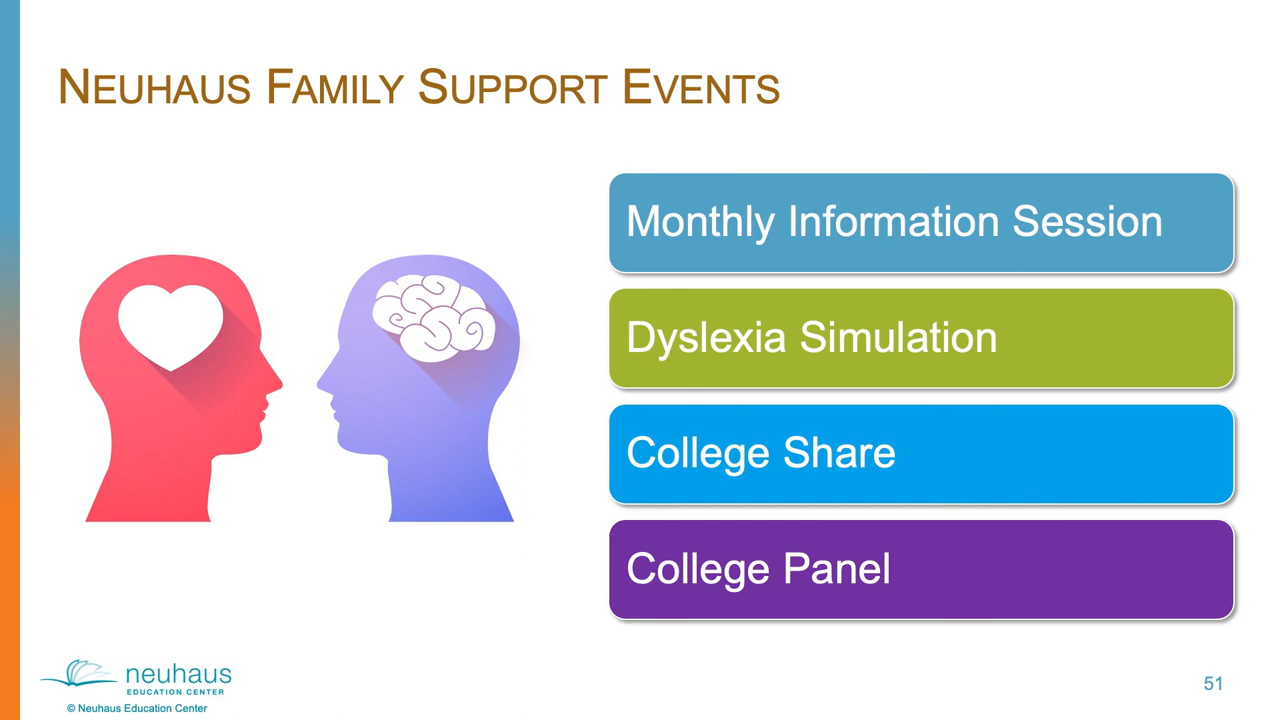 NEUHAUS FAMILY SUPPORT EVENTS
Monthly Information Session
Dyslexia Simulation
College Share
College Panel
neuhaus
EDUCATION CENTER
© Neuhaus Education Center
51